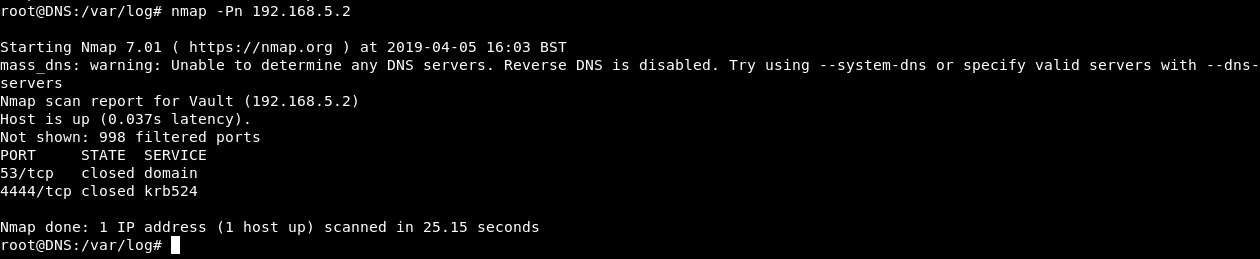 root@DNS:/var/log# nmap -Pn 192.168.5.2

Starting Nmap 7.01 ( https://nmap.org ) at 2019-04-05 16:03 BST
mass_dns: warning: Unable to determine any DNS servers. Reverse DNS is disabled. Try using --system-dns or specify valid servers with --dns-
servers
Nmap scan report for Vault (192.168.5.2)
Host is up (0.037s latency).
Not shown: 998 filtered ports
PORT     STATE  SERVICE
53/tcp   closed domain
4444/tcp closed krb524

Nmap done: 1 IP address (1 host up) scanned in 25.15 seconds
root@DNS:/var/log#